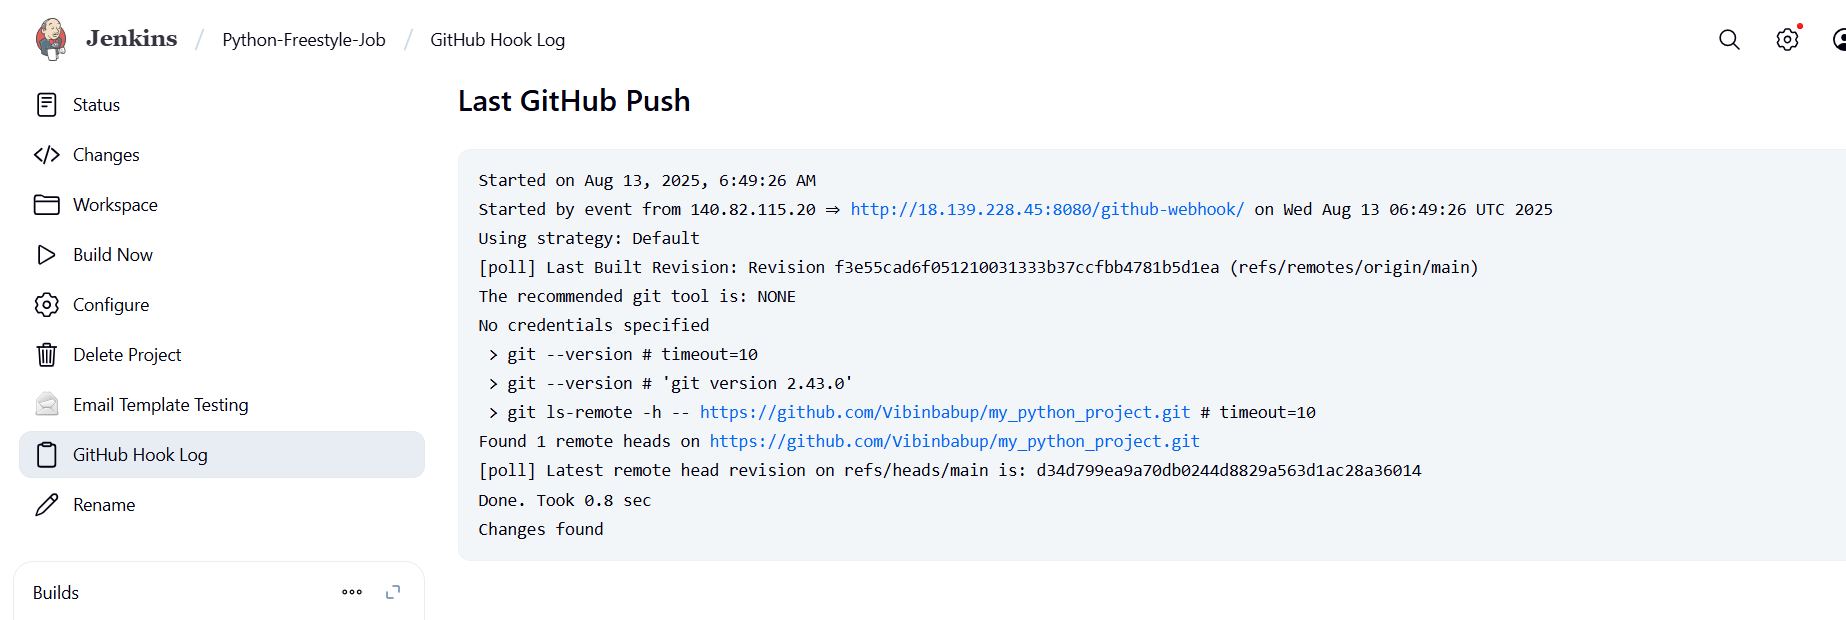 Jenkins / Python-Freestyle-Job / GitHub Hook Log
Status
Changes
Workspace
Build Now
Configure
Delete Project
Email Template Testing
GitHub Hook Log
Rename
Builds
Last GitHub Push
Started on Aug 13, 2025, 6:49:26 AM
Started by event from 140.82.115.20 ⇒ http://18.139.228.45:8080/github-webhook/ on Wed Aug 13 06:49:26 UTC 2025
Using strategy: Default
[poll] Last Built Revision: Revision f3e55cad6f051210031333b37ccfbb4781b5d1ea (refs/remotes/origin/main)
The recommended git tool is: NONE
No credentials specified
 > git --version # timeout=10
 > git --version # 'git version 2.43.0'
 > git ls-remote -h -- https://github.com/Vibinbabup/my_python_project.git # timeout=10
Found 1 remote heads on https://github.com/Vibinbabup/my_python_project.git
[poll] Latest remote head revision on refs/heads/main is: d34d799ea9a70db0244d8829a563d1ac28a36014
Done. Took 0.8 sec
Changes found